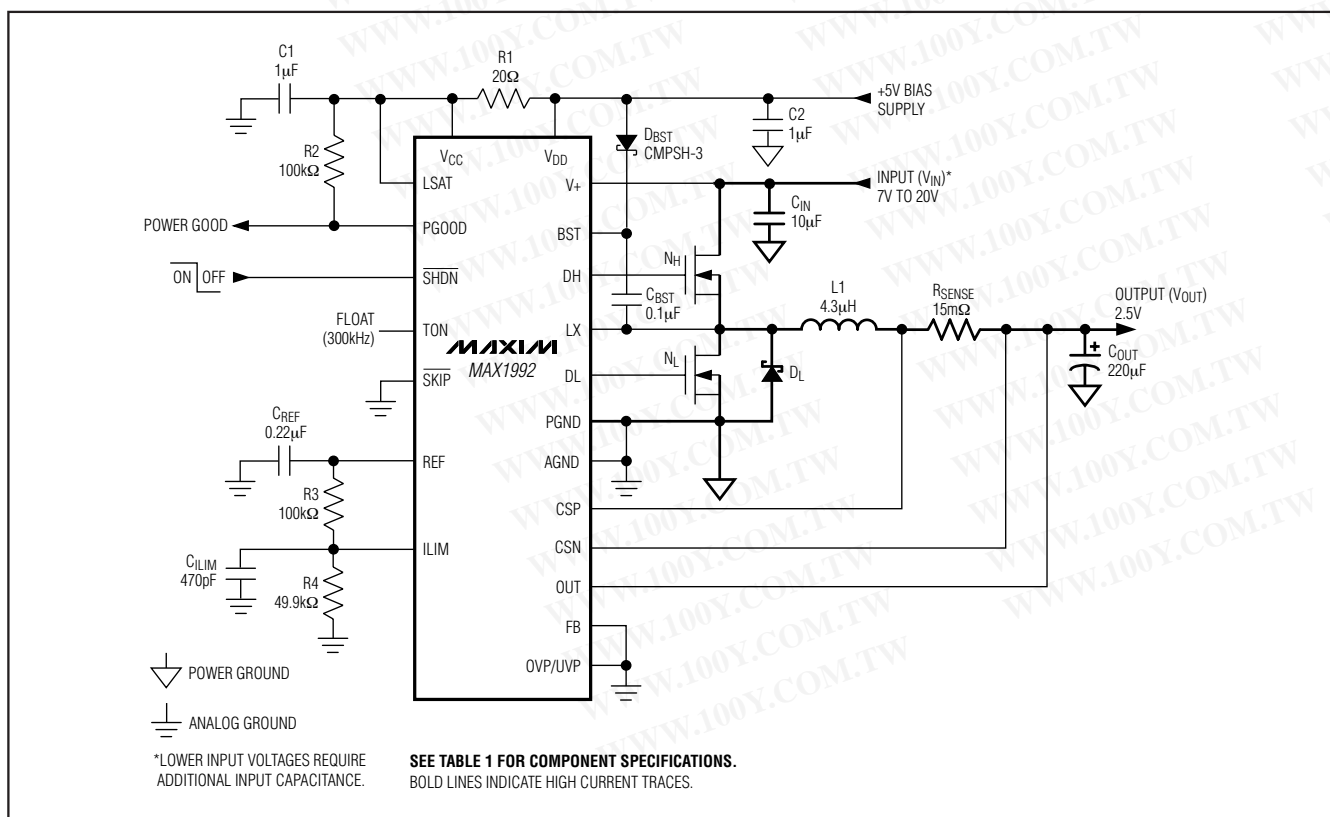 C1
1µF
R1
20Ω
+5V BIAS
SUPPLY
C2
1µF
DBST
CMPSH-3
R2
100kΩ
VCC
VDD
LSAT
V+
INPUT (VIN)*
7V TO 20V
CIN
10µF
POWER GOOD
PGOOD
BST
ON
OFF
SHDN
DH
NH
CBST
0.1µF
L1
4.3µH
RSENSE
15mΩ
OUTPUT (VOUT)
2.5V
FLOAT
(300kHz)
TON
LX
MAXIM
MAX1992
+
COUT
220µF
SKIP
DL
NL
DL
CREF
0.22µF
PGND
REF
AGND
R3
100kΩ
CSP
CILIM
470pF
ILIM
CSN
R4
49.9kΩ
OUT
FB
OVP/UVP
POWER GROUND
ANALOG GROUND
*LOWER INPUT VOLTAGES REQUIRE
ADDITIONAL INPUT CAPACITANCE.
SEE TABLE 1 FOR COMPONENT SPECIFICATIONS.
BOLD LINES INDICATE HIGH CURRENT TRACES.
WWW.100Y.COM.TW